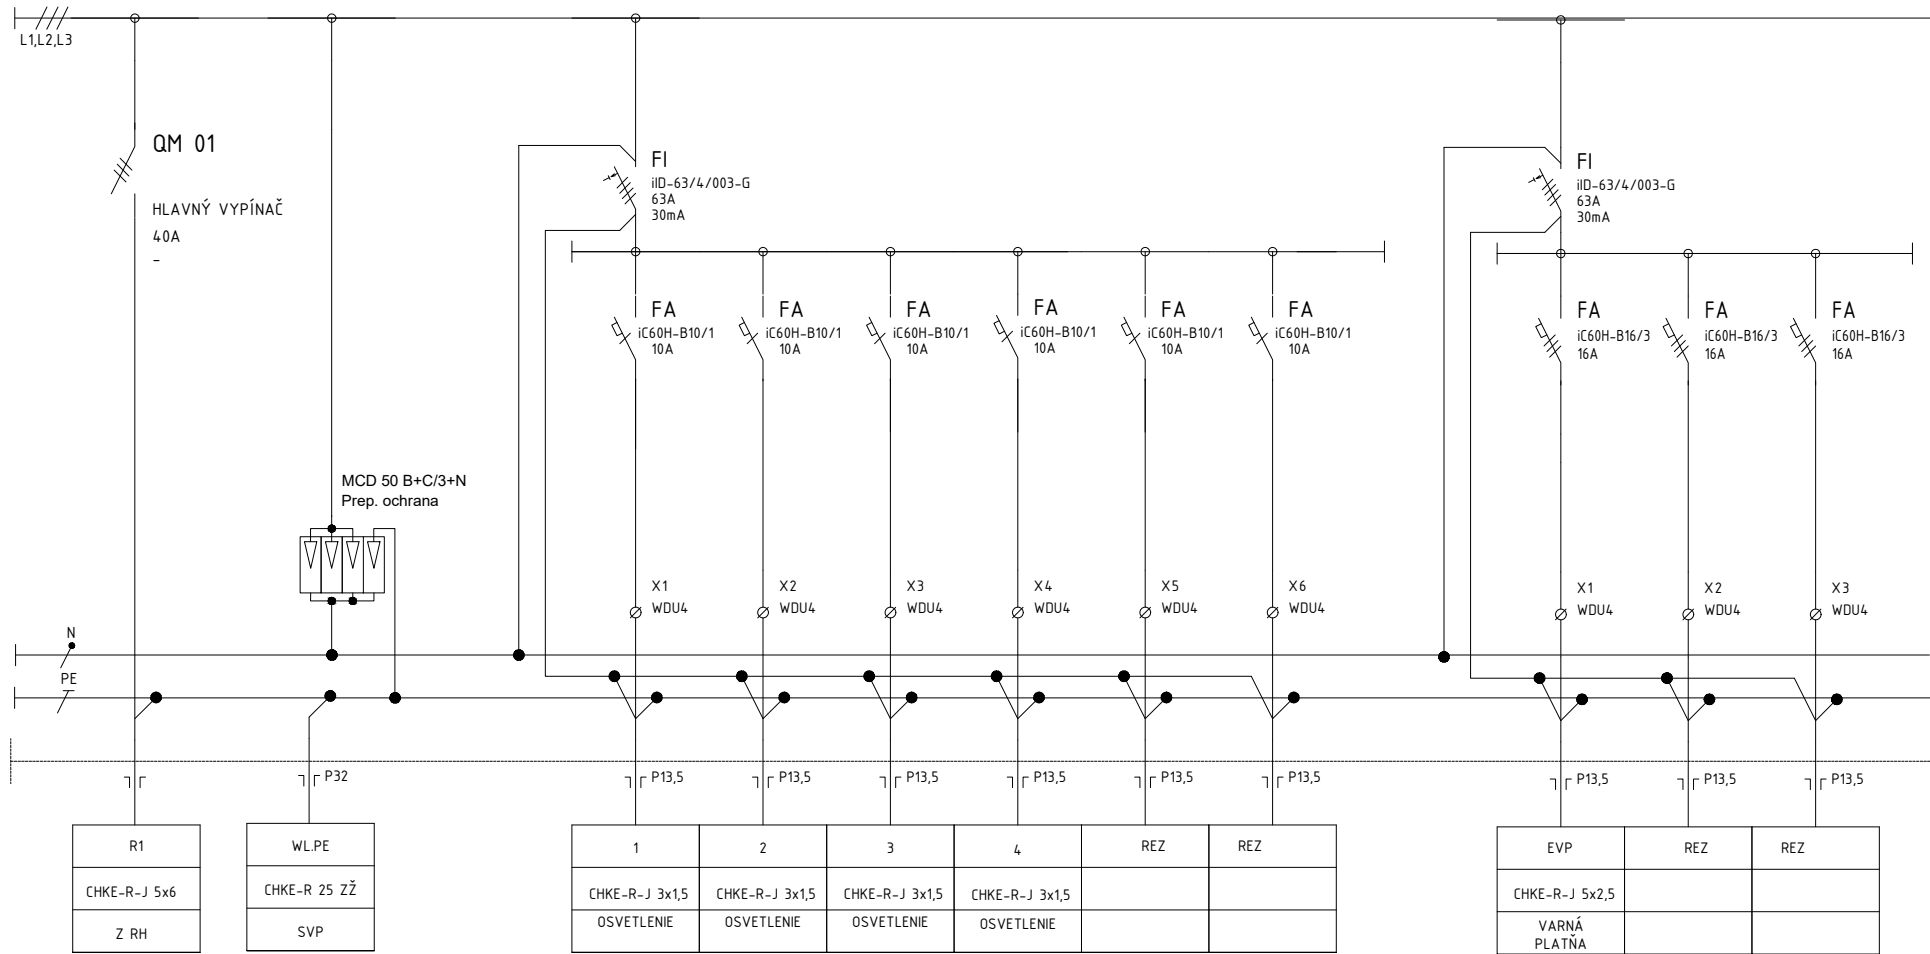 L1,L2,L3
QM 01
HLAVNÝ VYPÍNAČ
40A
-
MCD 50 B+C/3+N
Prep. ochrana
FI
iID-63/4/003-G
63A
30mA
FA
iC60H-B10/1
10A
FA
iC60H-B10/1
10A
FA
iC60H-B10/1
10A
FA
iC60H-B10/1
10A
FA
iC60H-B10/1
10A
FA
iC60H-B10/1
10A
FI
iID-63/4/003-G
63A
30mA
FA
iC60H-B16/3
16A
FA
iC60H-B16/3
16A
FA
iC60H-B16/3
16A
X1
WDU4
X2
WDU4
X3
WDU4
X4
WDU4
X5
WDU4
X6
WDU4
X1
WDU4
X2
WDU4
X3
WDU4
N
PE
P32
P13,5
P13,5
P13,5
P13,5
P13,5
P13,5
P13,5
P13,5
P13,5
R1
CHKE-R-J 5x6
Z RH
WL.PE
CHKE-R 25 ZŽ
SVP
1
CHKE-R-J 3x1,5
OSVETLENIE
2
CHKE-R-J 3x1,5
OSVETLENIE
3
CHKE-R-J 3x1,5
OSVETLENIE
4
CHKE-R-J 3x1,5
OSVETLENIE
REZ
REZ
EVP
CHKE-R-J 5x2,5
VARNÁ
PLATŇA
REZ
REZ